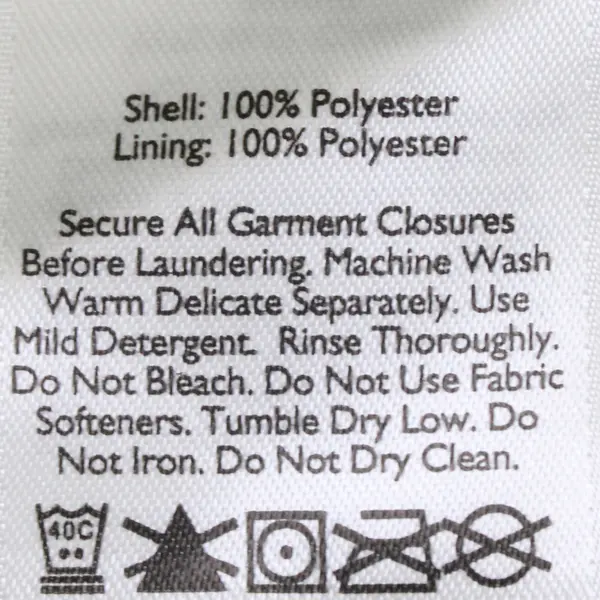 Shell: 100% Polyester
Lining: 100% Polyester
Secure All Garment Closures
Before Laundering. Machine Wash
Warm Delicate Separately. Use
Mild Detergent. Rinse Thoroughly.
Do Not Bleach. Do Not Use Fabric
Softeners. Tumble Dry Low. Do
Not Iron. Do Not Dry Clean.
40C